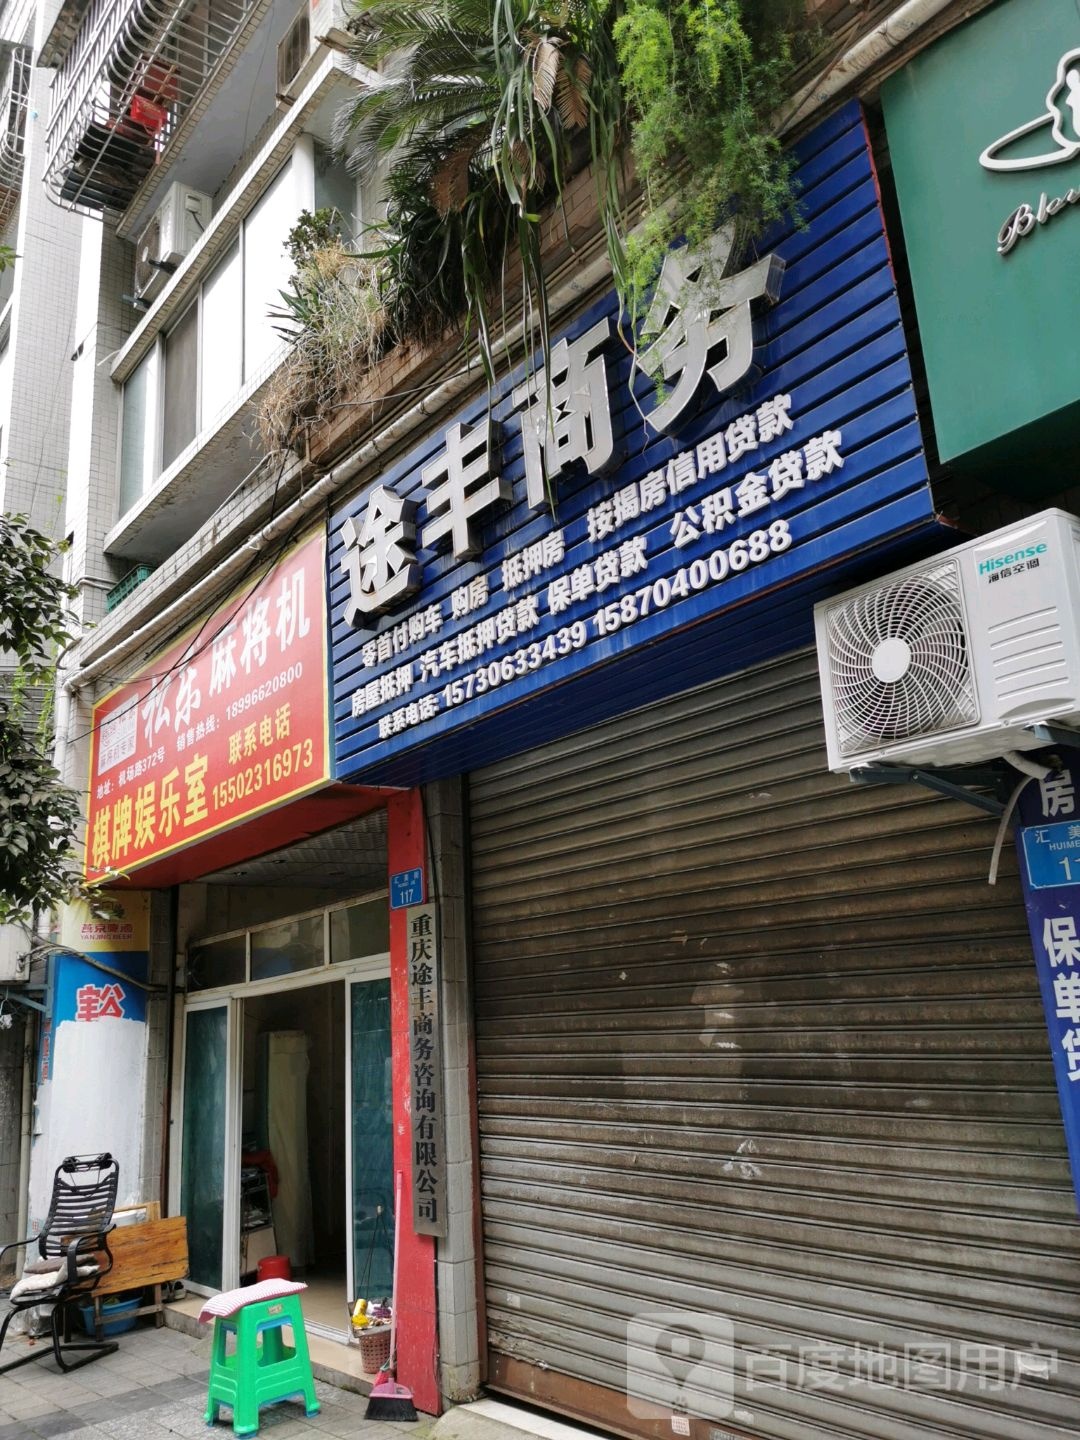 途丰商务
零首付购车 购房 抵押房 按揭房信用贷款
房屋抵押 汽车抵押贷款 保单贷款 公积金贷款
联系电话: 15730633439 15870400688
松乐麻将机
地址: 机场路372号 销售热线: 18996620800
棋牌娱乐室 联系电话
15502316973
Hisense
海信空调
117
重庆途丰商务咨询有限公司
燕京啤酒
YANJING BEER
房
汇美
HUIMEI
11
保单贷
百度地图用户